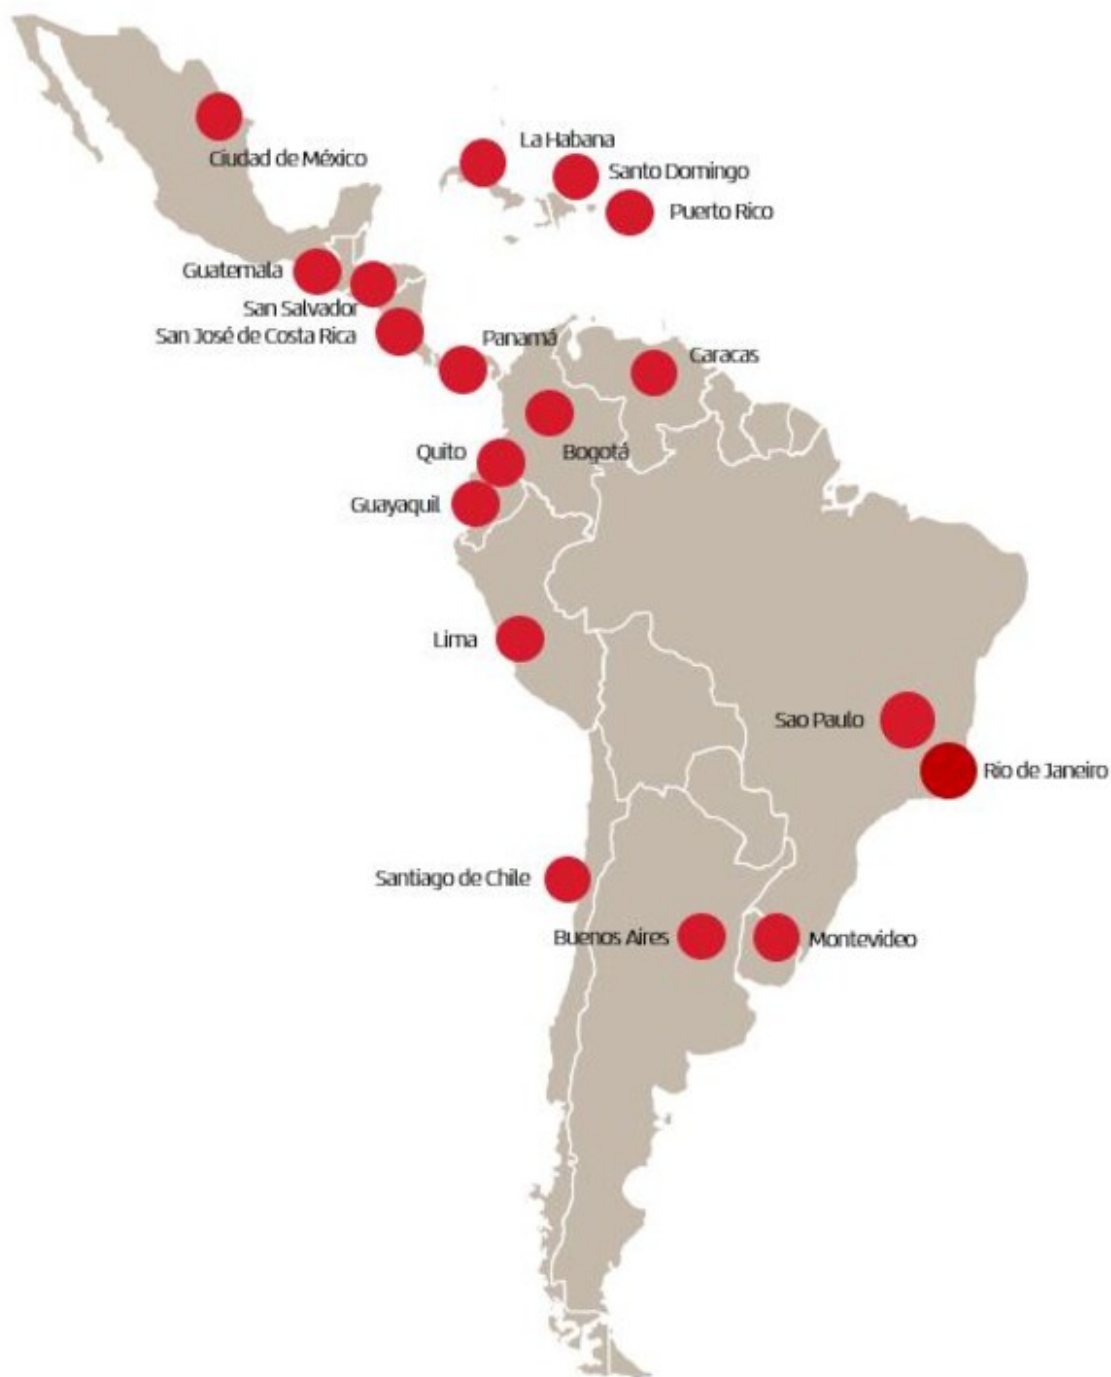 La Habana
Ciudad de México
Santo Domingo
Puerto Rico
Guatemala
San Salvador
San José de Costa Rica
Panamá
Caracas
Quito
Bogotá
Guayaquil
Lima
Sao Paulo
Rio de Janeiro
Santiago de Chile
Buenos Aires
Montevideo